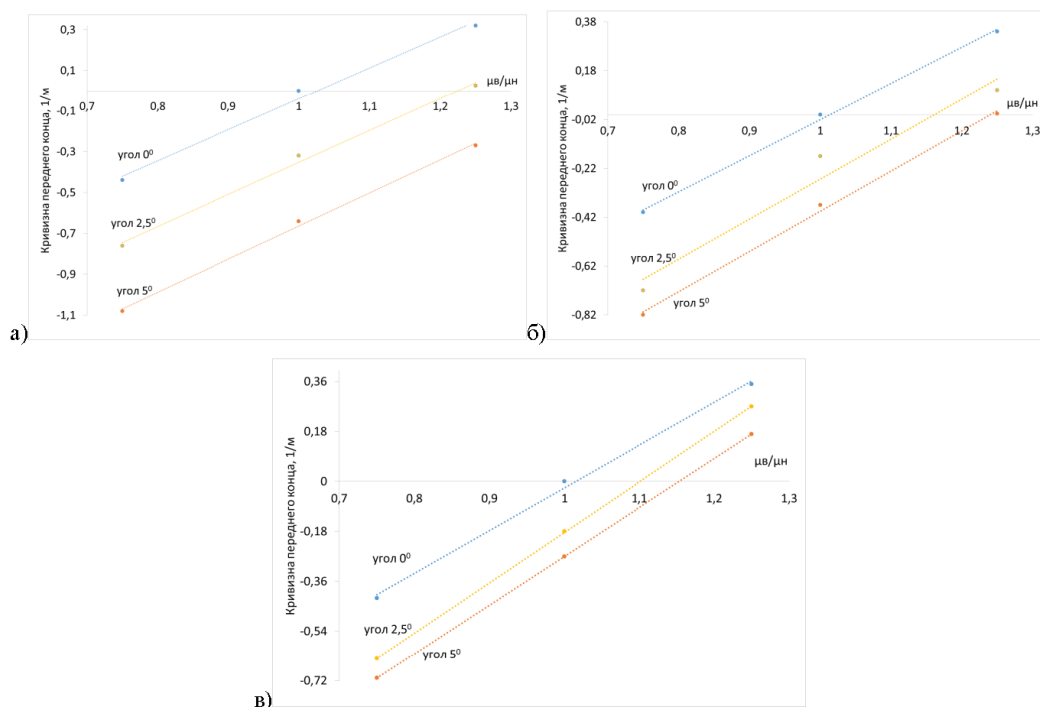 Кривизна переднего конца, 1/м
0,3
0,1
-0,1
-0,3
-0,5
-0,7
-0,9
-1,1
0,7 0,8 0,9 1 1,1 1,2 1,3
µв/µн
угол 0⁰
угол 2,5⁰
угол 5⁰
а)
Кривизна переднего конца, 1/м
0,38
0,18
-0,02
-0,22
-0,42
-0,62
-0,82
0,7 0,8 0,9 1 1,1 1,2 1,3
µв/µн
угол 0⁰
угол 2,5⁰
угол 5⁰
б)
Кривизна переднего конца, 1/м
0,36
0,18
0
-0,18
-0,36
-0,54
-0,72
0,7 0,8 0,9 1 1,1 1,2 1,3
µв/µн
угол 0⁰
угол 2,5⁰
угол 5⁰
в)